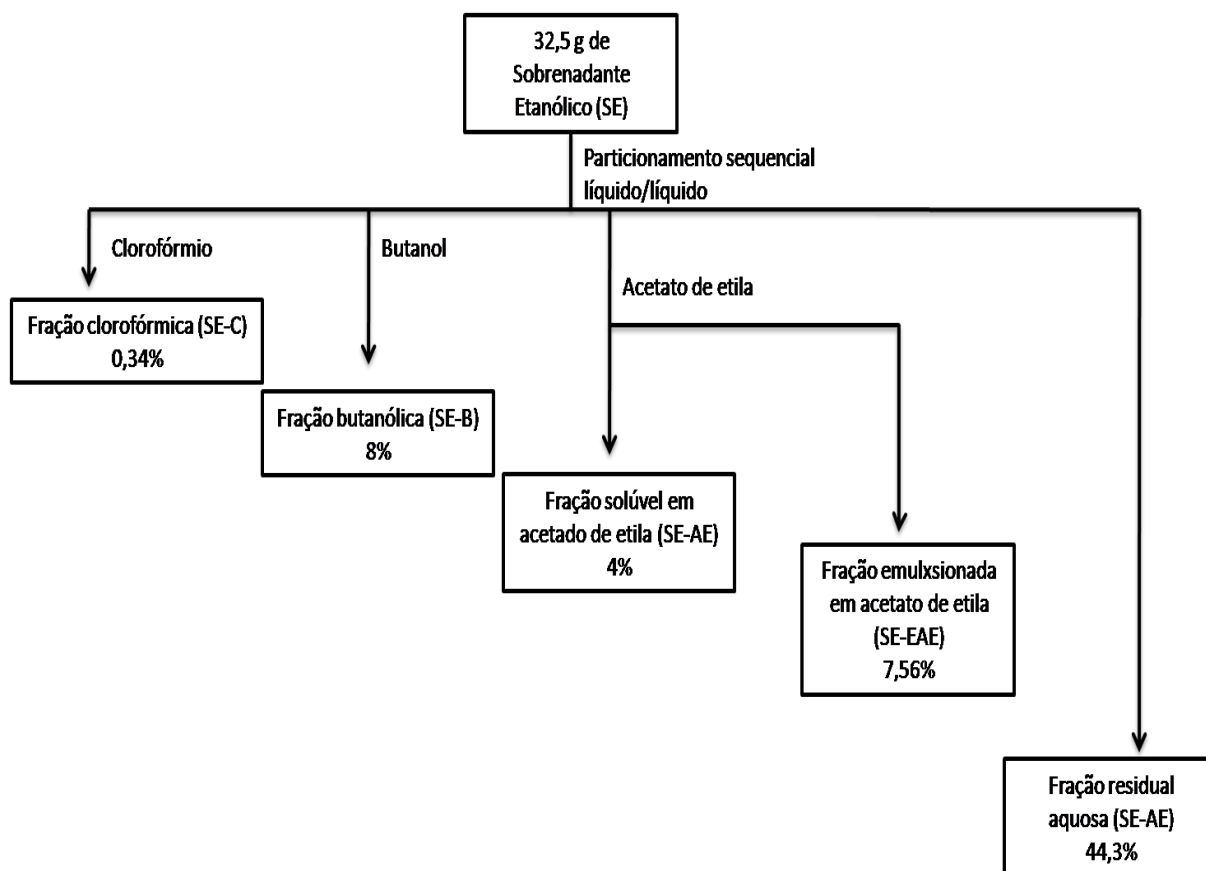 32,5 g de
Sobrenadante
Etanólico (SE)
Particionamento sequencial
líquido/líquido
Clorofórmio
Butanol
Acetato de etila
Fração clorofórmica (SE-C)
0,34%
Fração butanólica (SE-B)
8%
Fração solúvel em
acetado de etila (SE-AE)
4%
Fração emulxsionada
em acetato de etila
(SE-EAE)
7,56%
Fração residual
aquosa (SE-AE)
44,3%